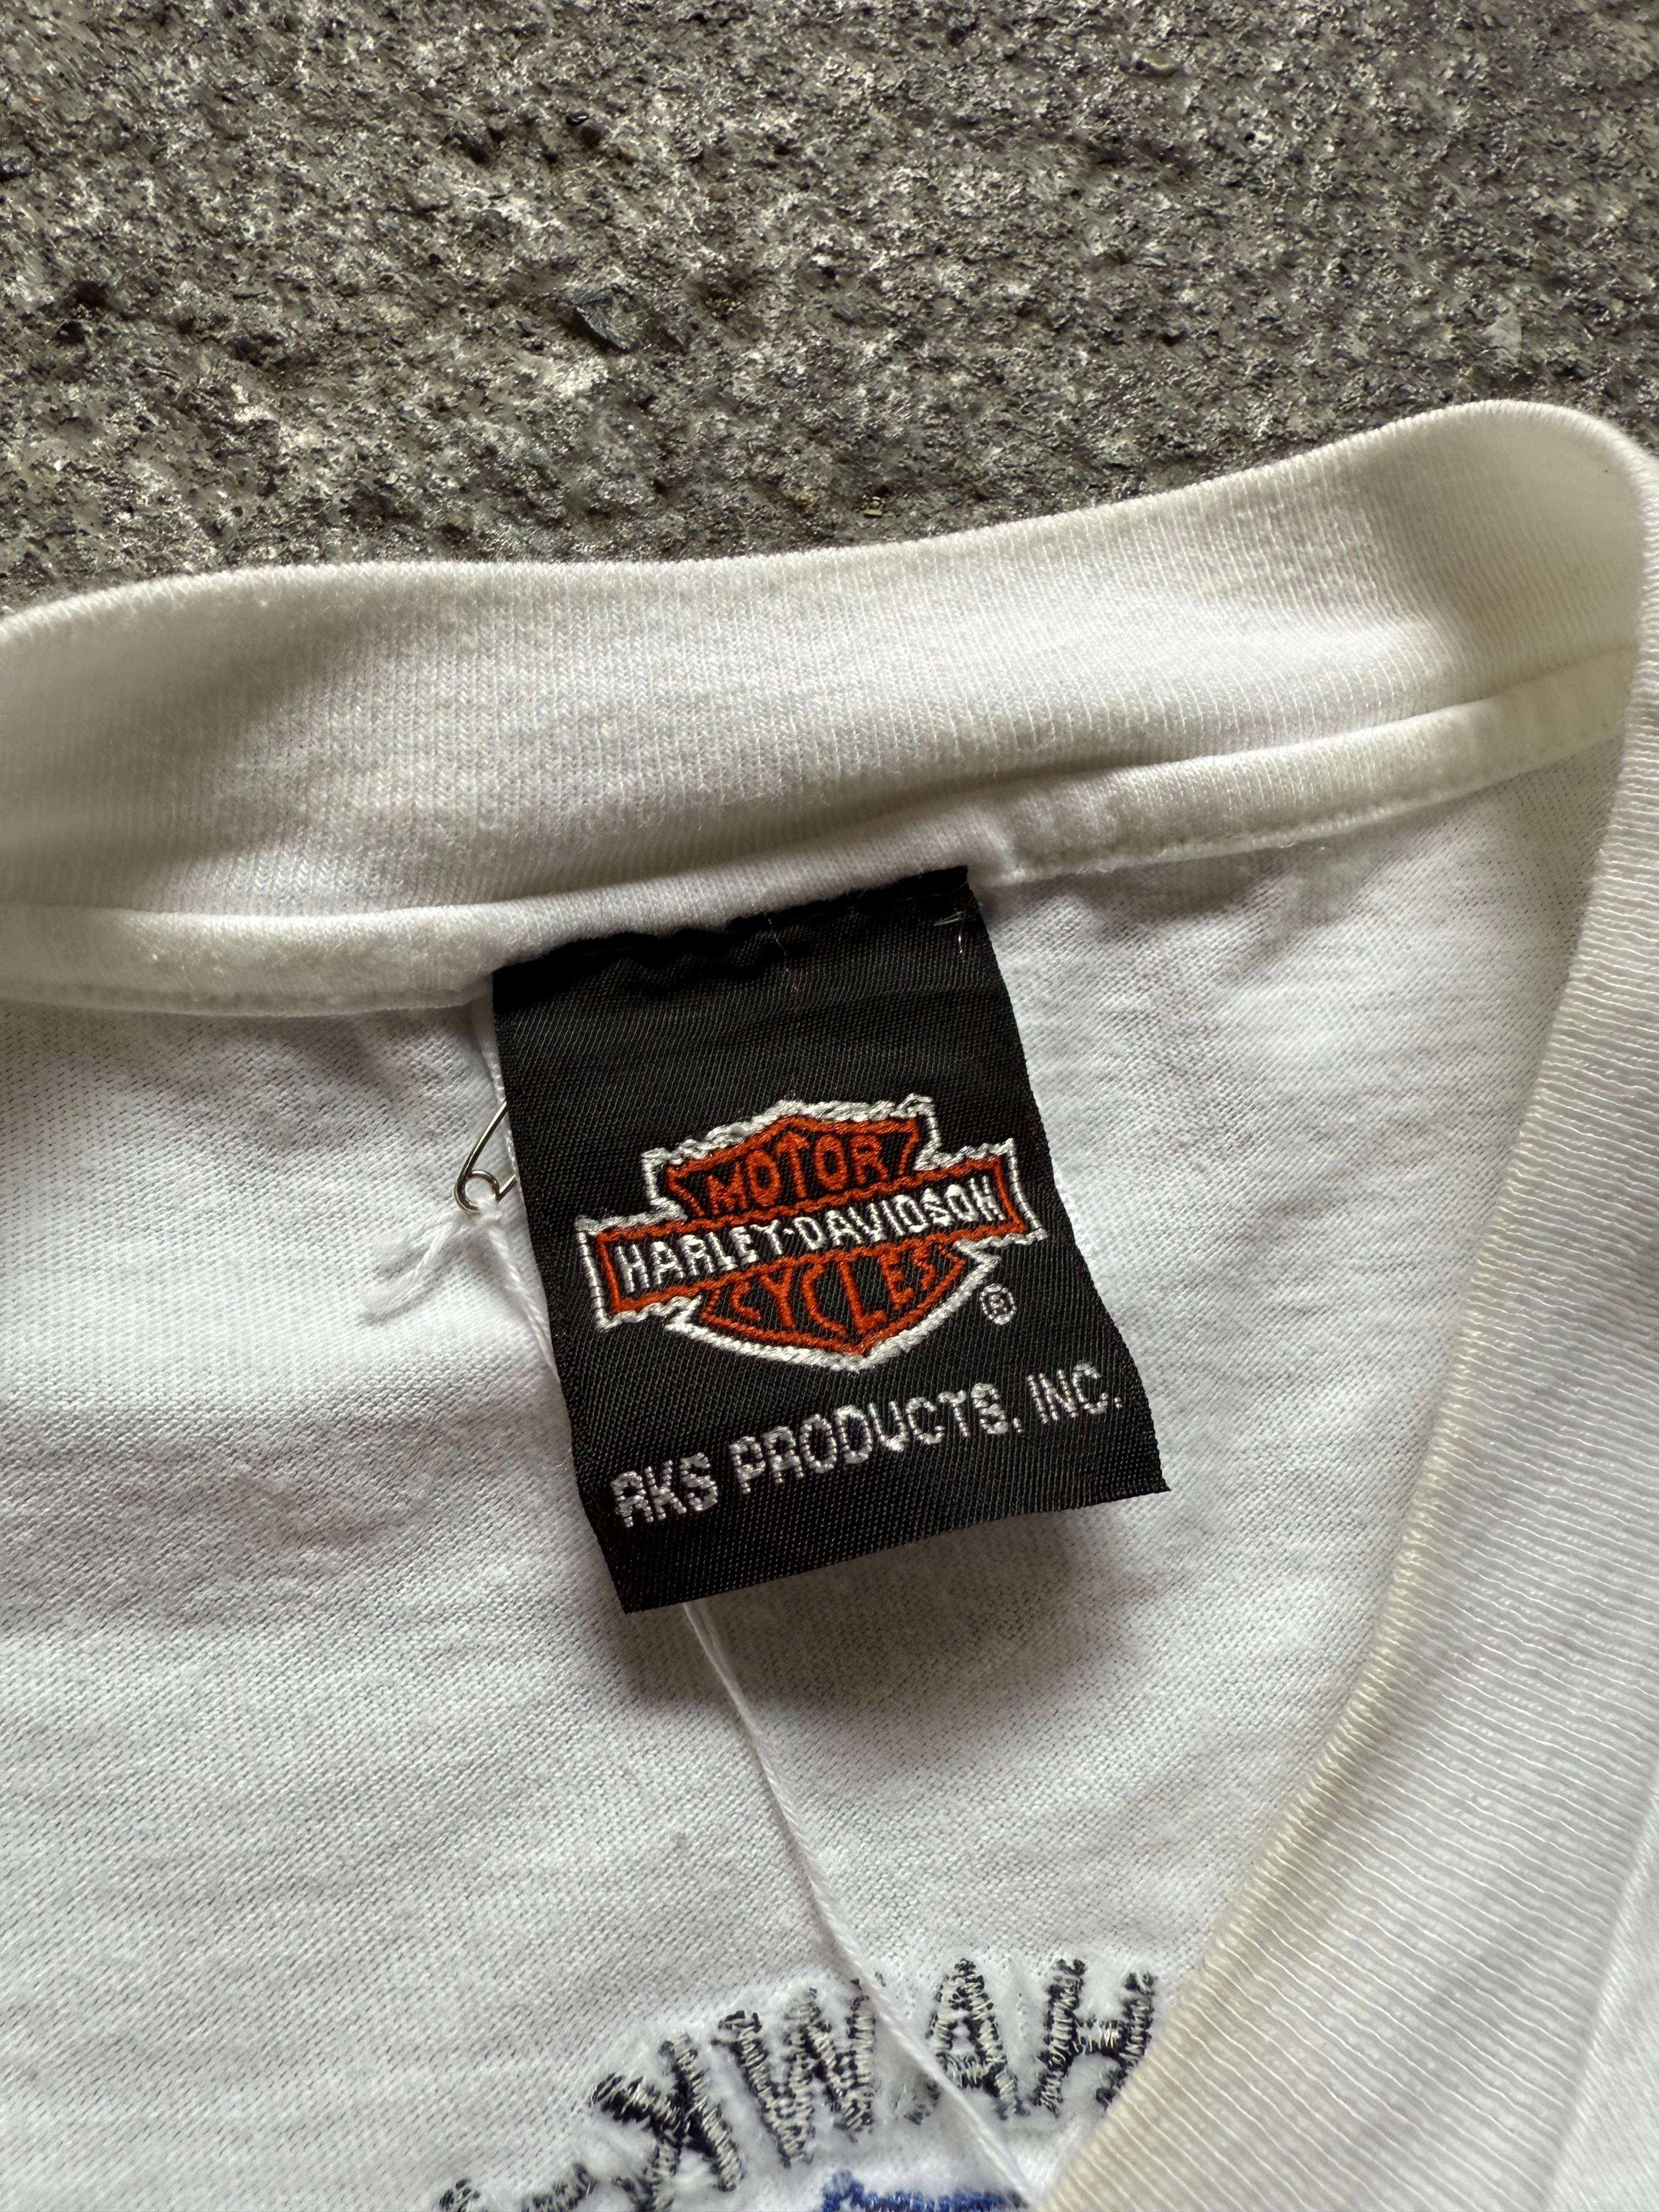 MOTOR
HARLEY-DAVIDSON
CYCLES
®
RKS PRODUCTS, INC.